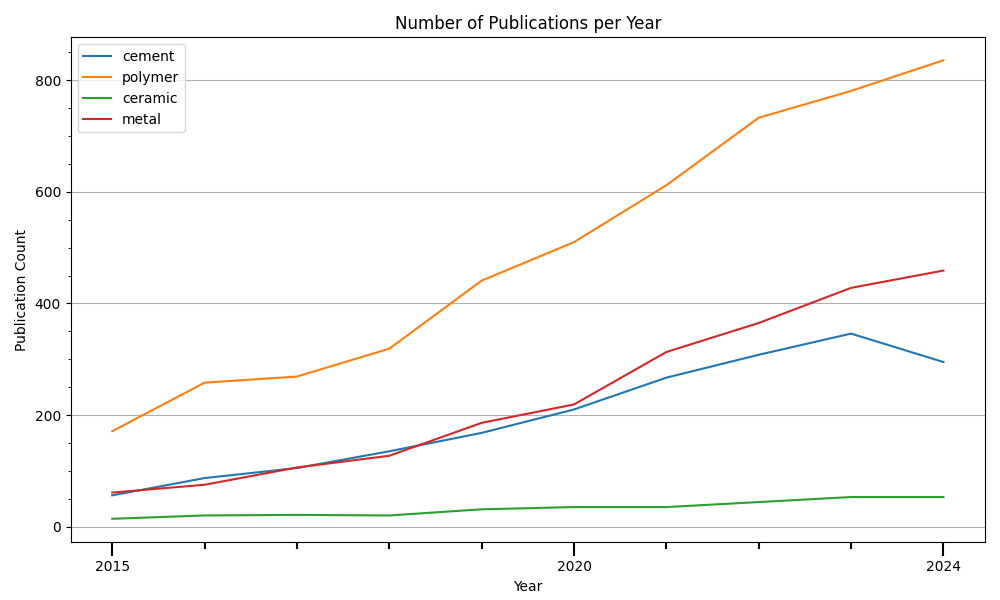 Number of Publications per Year
cement
polymer
ceramic
metal
800
600
400
200
0
Publication Count
2015
2020
2024
Year